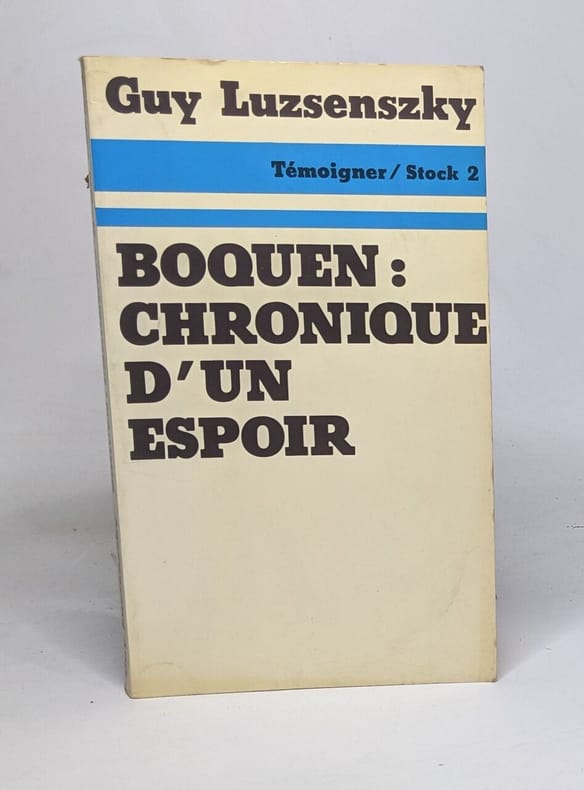 Guy Luzsenszky
Témoigner/Stock 2
BOQUEN:
CHRONIQUE
D'UN
ESPOIR